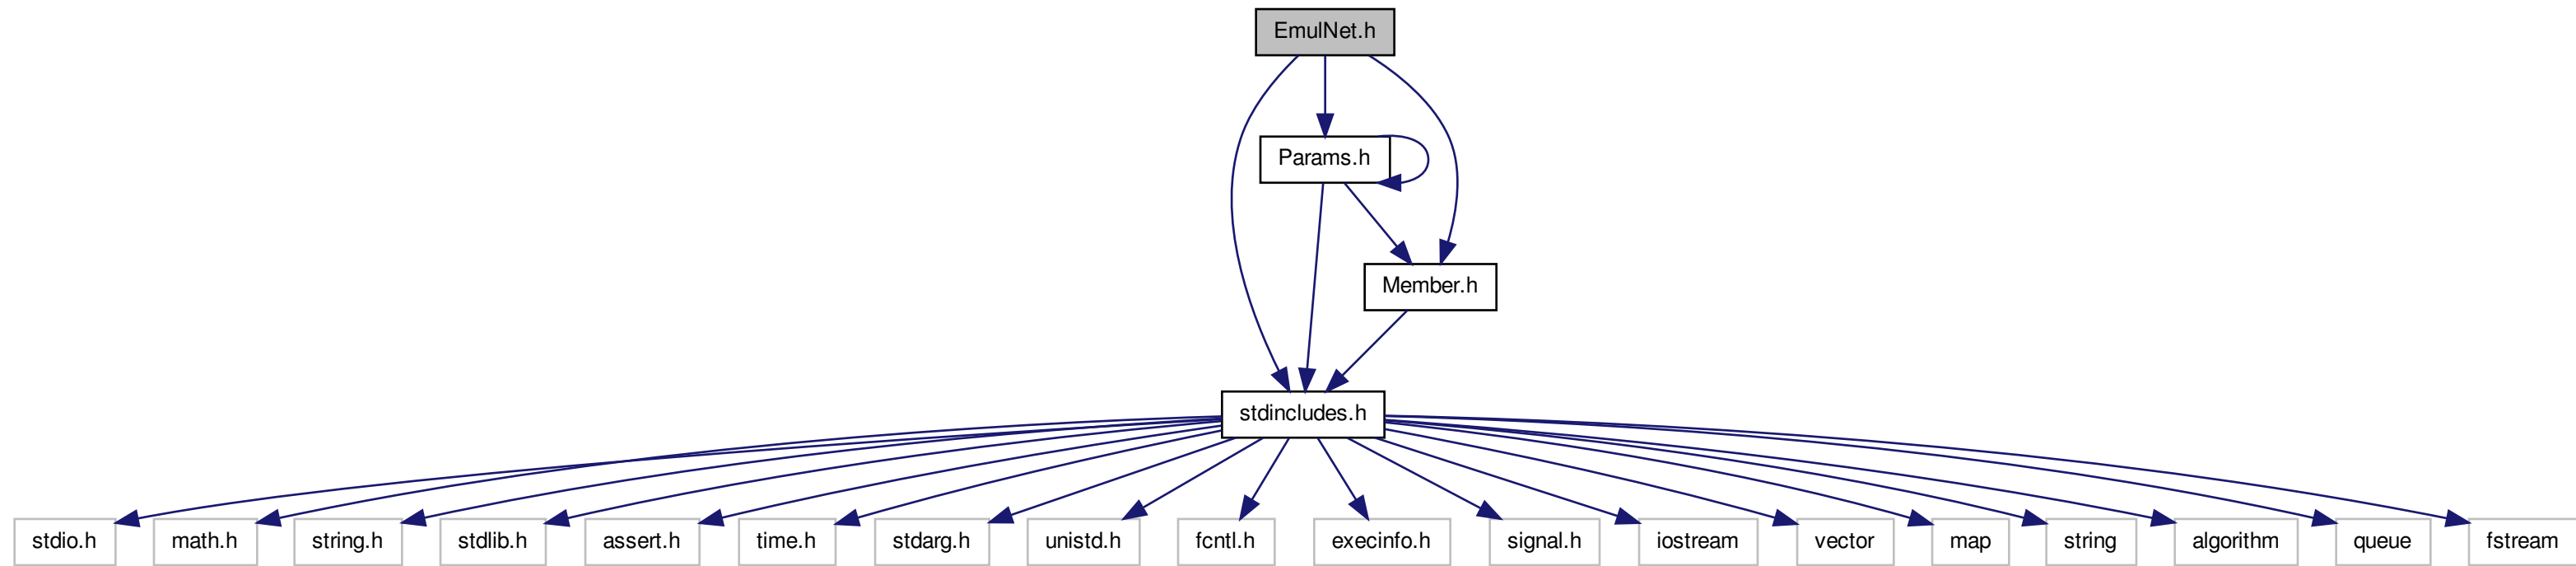 EmulNet.h
Params.h
Member.h
stdincludes.h
stdio.h
math.h
string.h
stdlib.h
assert.h
time.h
stdarg.h
unistd.h
fcntl.h
execinfo.h
signal.h
iostream
vector
map
string
algorithm
queue
fstream